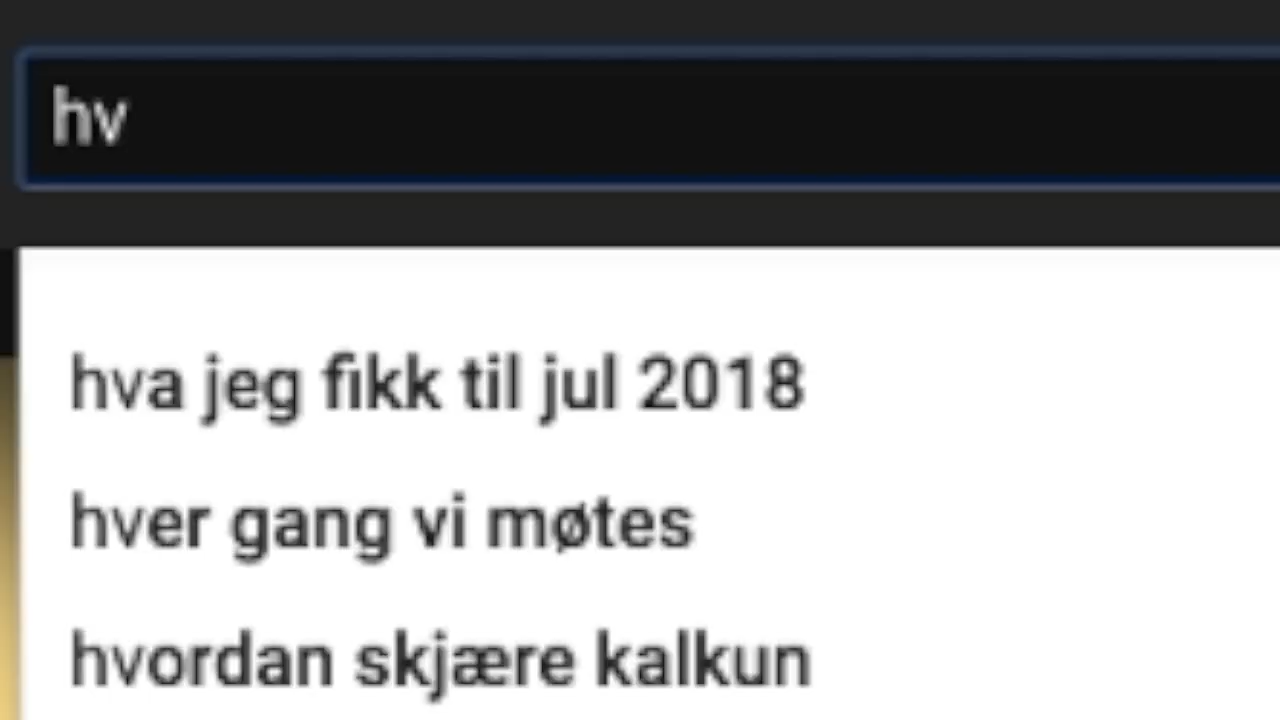 hv
hva jeg fikk til jul 2018
hver gang vi møtes
hvordan skjære kalkun